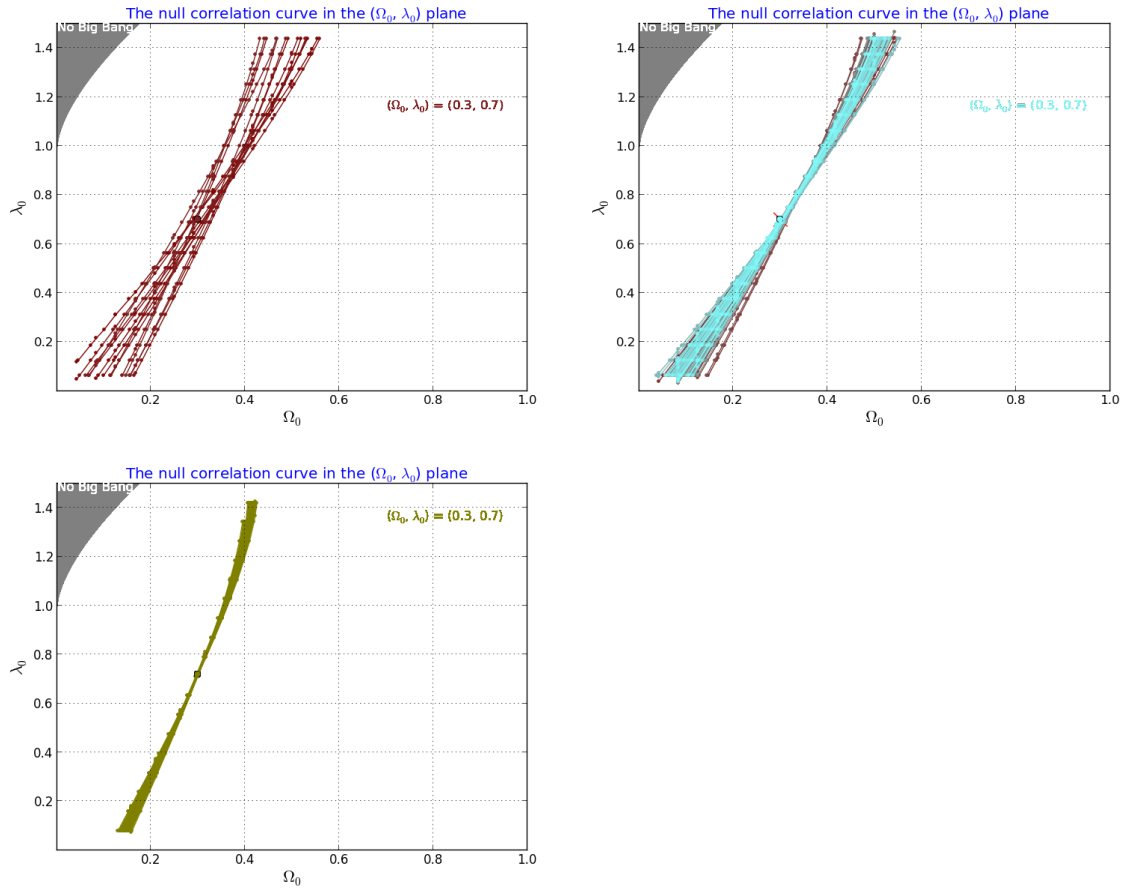 The null correlation curve in the (Ω₀, λ₀) plane
No Big Bang
(Ω₀, λ₀) = (0.3, 0.7)
λ₀
1.4
1.2
1.0
0.8
0.6
0.4
0.2
0.2
0.4
0.6
0.8
1.0
Ω₀
The null correlation curve in the (Ω₀, λ₀) plane
No Big Bang
(Ω₀, λ₀) = (0.3, 0.7)
λ₀
1.4
1.2
1.0
0.8
0.6
0.4
0.2
0.2
0.4
0.6
0.8
1.0
Ω₀
The null correlation curve in the (Ω₀, λ₀) plane
No Big Bang
(Ω₀, λ₀) = (0.3, 0.7)
λ₀
1.4
1.2
1.0
0.8
0.6
0.4
0.2
0.2
0.4
0.6
0.8
1.0
Ω₀